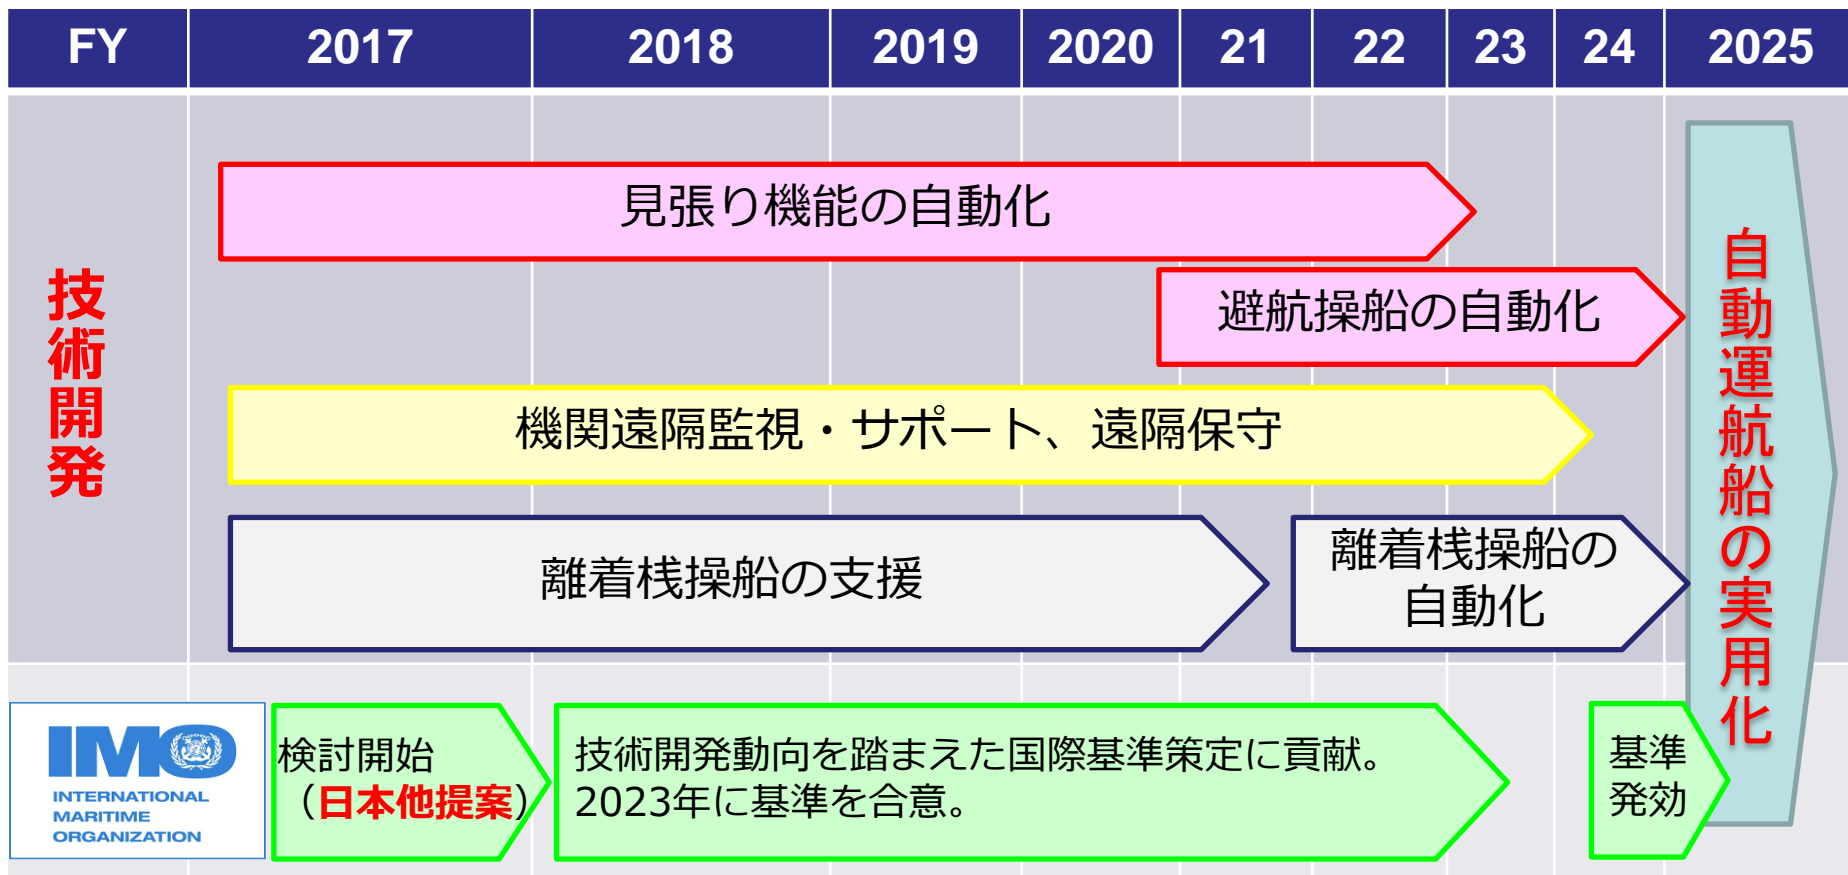 FY 2017 2018 2019 2020 21 22 23 24 2025
技術開発
見張り機能の自動化
避航操船の自動化
機関遠隔監視・サポート、遠隔保守
離着桟操船の支援
離着桟操船の
自動化
自動運航船の実用化
IMO
INTERNATIONAL
MARITIME
ORGANIZATION
検討開始
（日本他提案）
技術開発動向を踏まえた国際基準策定に貢献。
2023年に基準を合意。
基準
発効